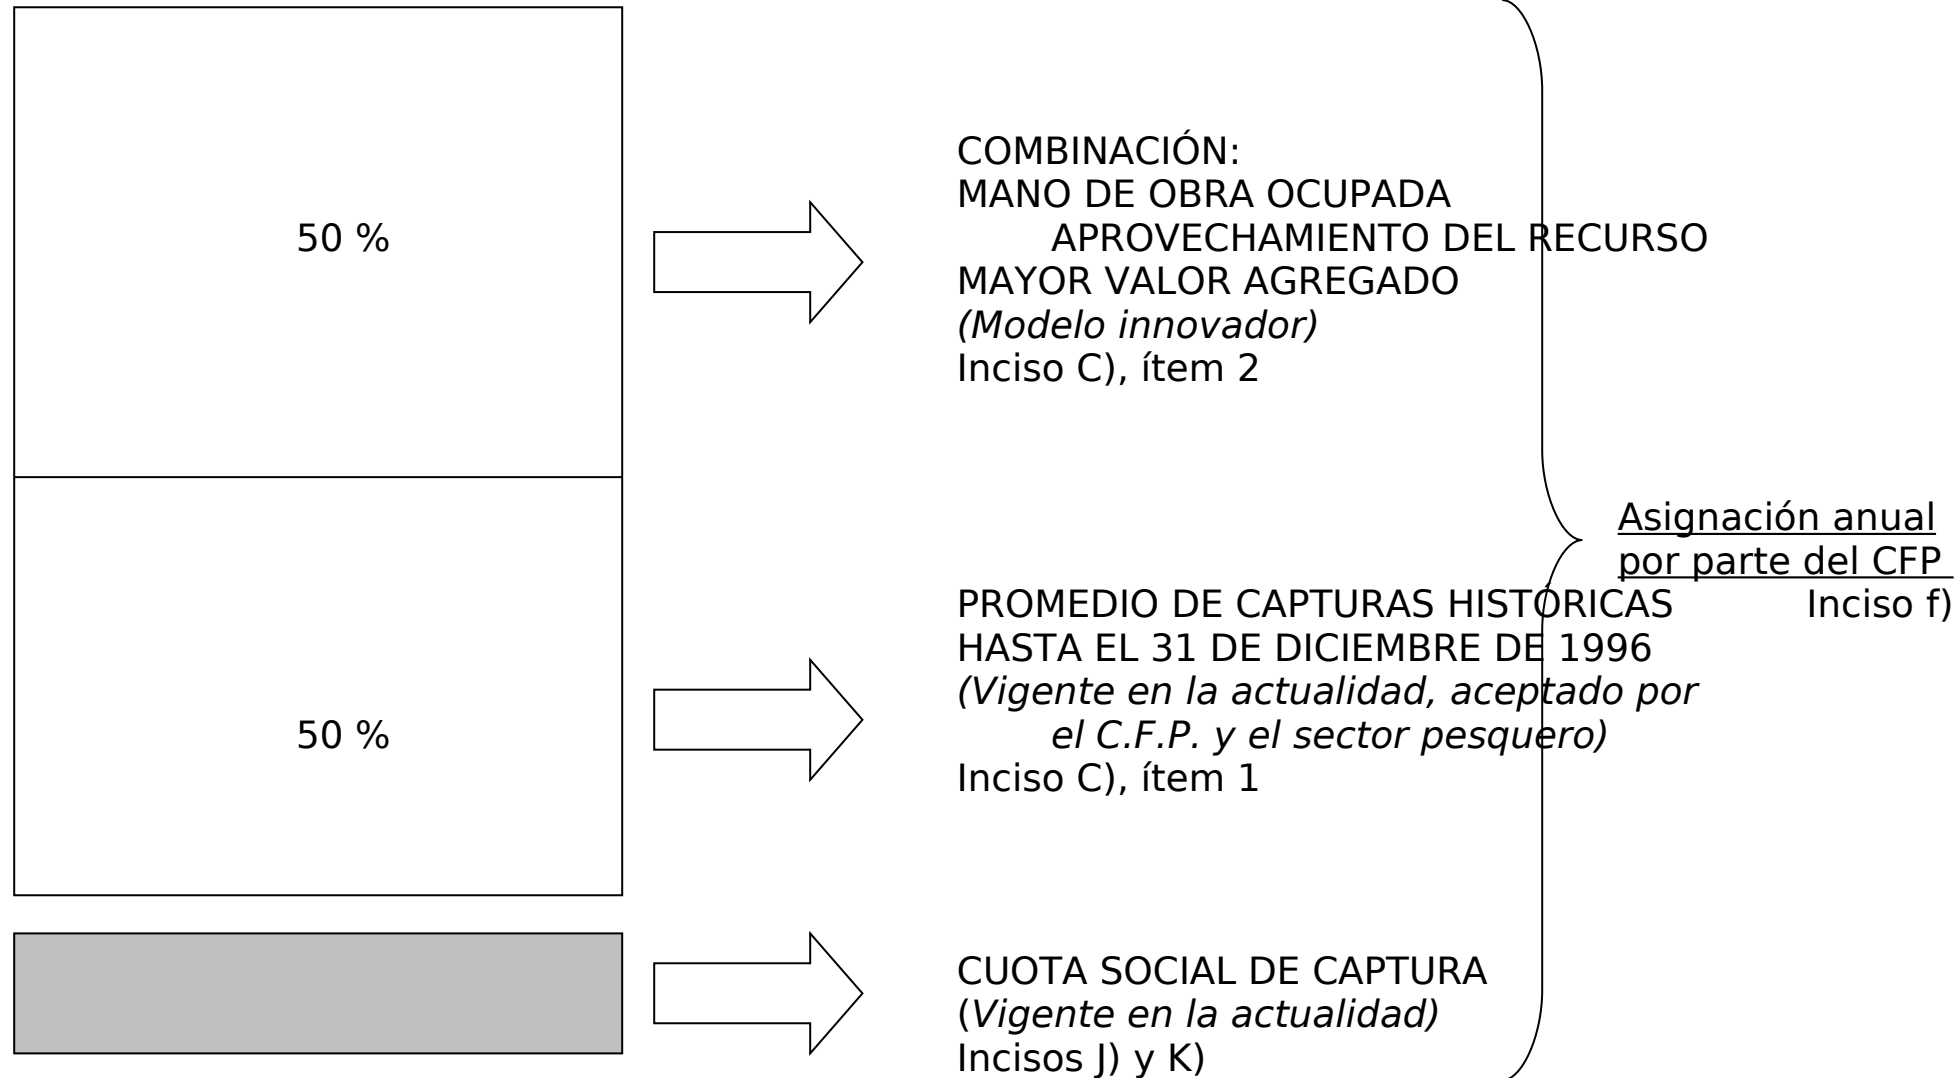 50 %
COMBINACIÓN:
MANO DE OBRA OCUPADA
APROVECHAMIENTO DEL RECURSO
MAYOR VALOR AGREGADO
(Modelo innovador)
Inciso C), ítem 2
50 %
PROMEDIO DE CAPTURAS HISTÓRICAS
HASTA EL 31 DE DICIEMBRE DE 1996
(Vigente en la actualidad, aceptado por
el C.F.P. y el sector pesquero)
Inciso C), ítem 1
CUOTA SOCIAL DE CAPTURA
(Vigente en la actualidad)
Incisos J) y K)
Asignación anual
por parte del CFP
Inciso f)